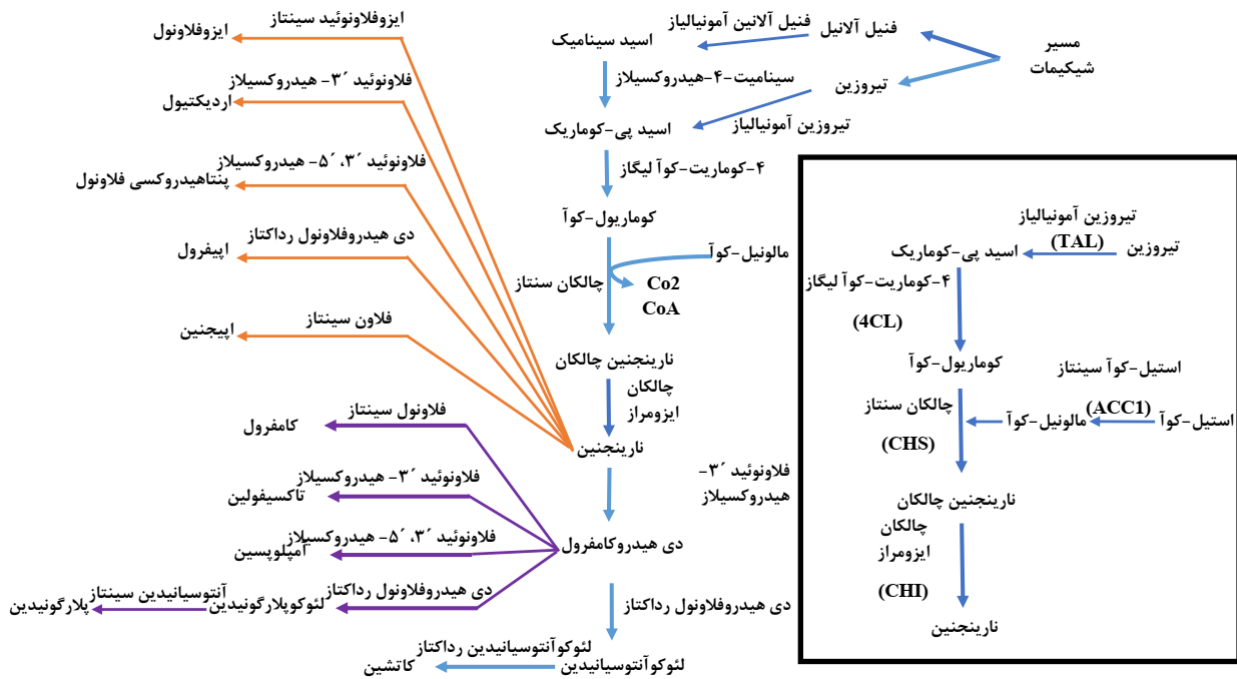 مسیر
شیکیمات
فنیل آلانیل
فنیل آلانین آمونیالیاز
اسید سینامیک
تیروزین
سینامیت-۴-هیدروکسیلاز
تیروزین آمونیالیاز
اسید پی-کوماریک
۴-کوماریت-کوآ لیگاز
کوماریول-کوآ
مالونیل-کوآ
چالکان سنتاز
Co2
CoA
نارینجنین چالکان
چالکان
ایزومراز
نارینجنین
ایزوفلاونوئید سینتاز
ایزوفلاونول
فلاونوئید ۳´- هیدروکسیلاز
اردیکتیول
فلاونوئید ۳´، ۵´- هیدروکسیلاز
پنتاهیدروکسی فلاونول
دی هیدروفلاونول رداکتاز
اپیفرول
فلاون سینتاز
اپیجنین
فلاونوئید ۳´-
هیدروکسیلاز
دی هیدروکامفرول
فلاونول سینتاز
کامفرول
فلاونوئید ۳´- هیدروکسیلاز
تاکسیفولین
فلاونوئید ۳´، ۵´- هیدروکسیلاز
آمپلوپسین
دی هیدروفلاونول رداکتاز
لئوکوپلارگونیدین
آنتوسیانیدین سینتاز
پلارگونیدین
دی هیدروفلاونول رداکتاز
لئوکوآنتوسیانیدین
لئوکوآنتوسیانیدین رداکتاز
کاتشین
تیروزین آمونیالیاز
(TAL)
تیروزین
اسید پی-کوماریک
۴-کوماریت-کوآ لیگاز
(4CL)
کوماریول-کوآ
استیل-کوآ سینتاز
(ACC1)
استیل-کوآ
مالونیل-کوآ
چالکان سنتاز
(CHS)
نارینجنین چالکان
چالکان
ایزومراز
(CHI)
نارینجنین